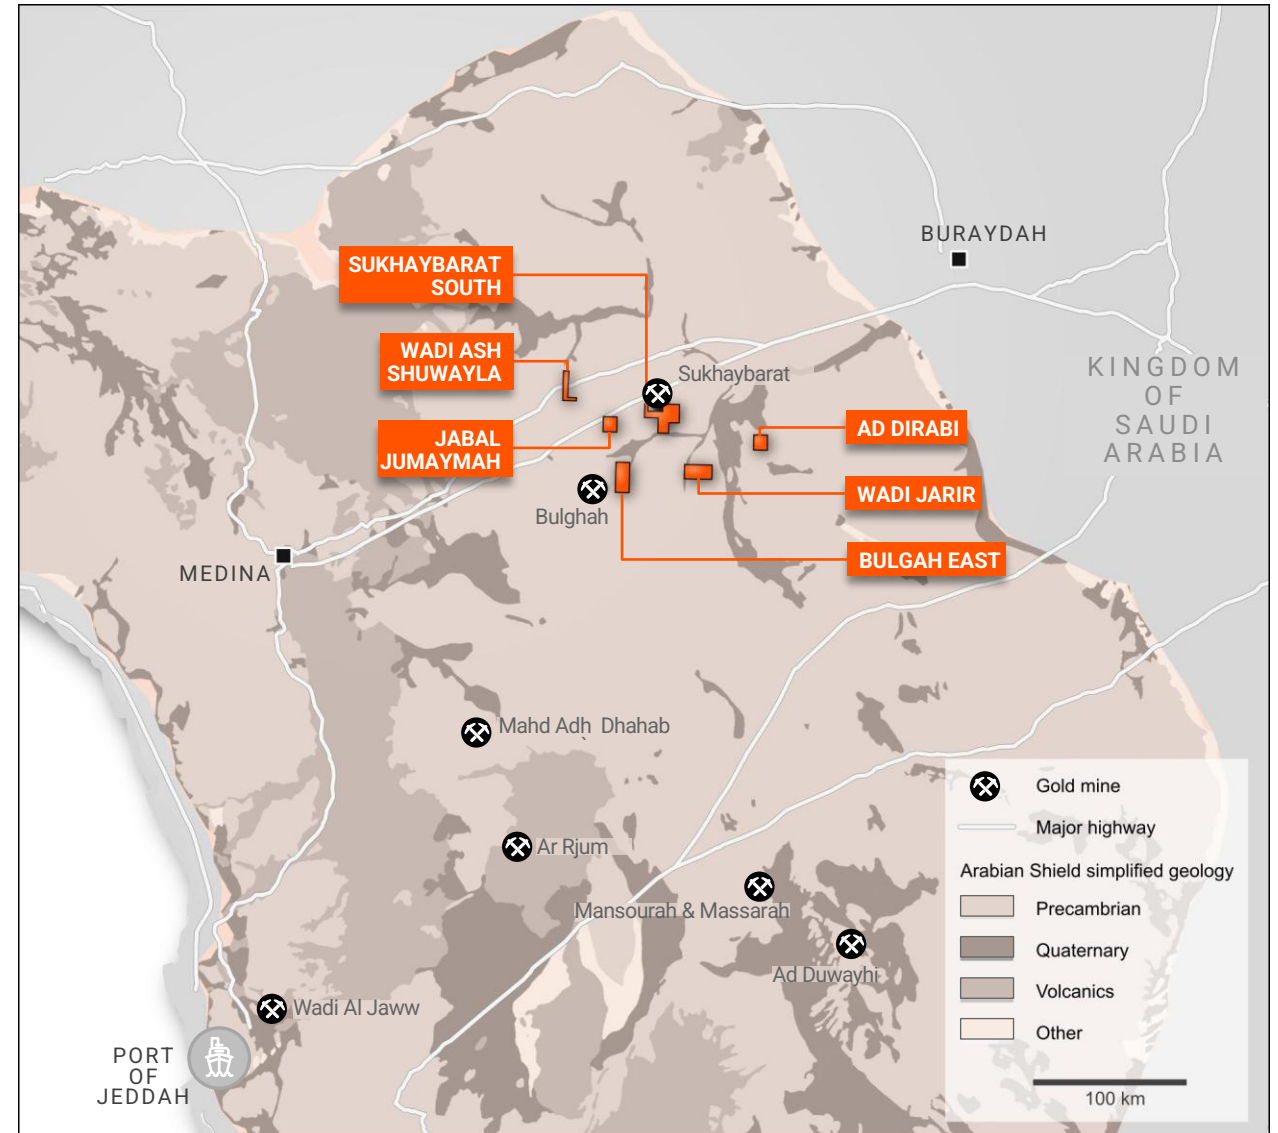 BURAYDAH
SUKHAYBARAT
SOUTH
WADI ASH
SHUWAYLA
Sukhaybarat
KINGDOM
OF
SAUDI
ARABIA
JABAL
JUMAYMAH
AD DIRABI
WADI JARIR
Bulghah
BULGAH EAST
MEDINA
Mahd Adh Dhahab
Ar Rjum
Mansourah & Massarah
Ad Duwayhi
Wadi Al Jaww
PORT
OF
JEDDAH
Gold mine
Major highway
Arabian Shield simplified geology
Precambrian
Quaternary
Volcanics
Other
100 km